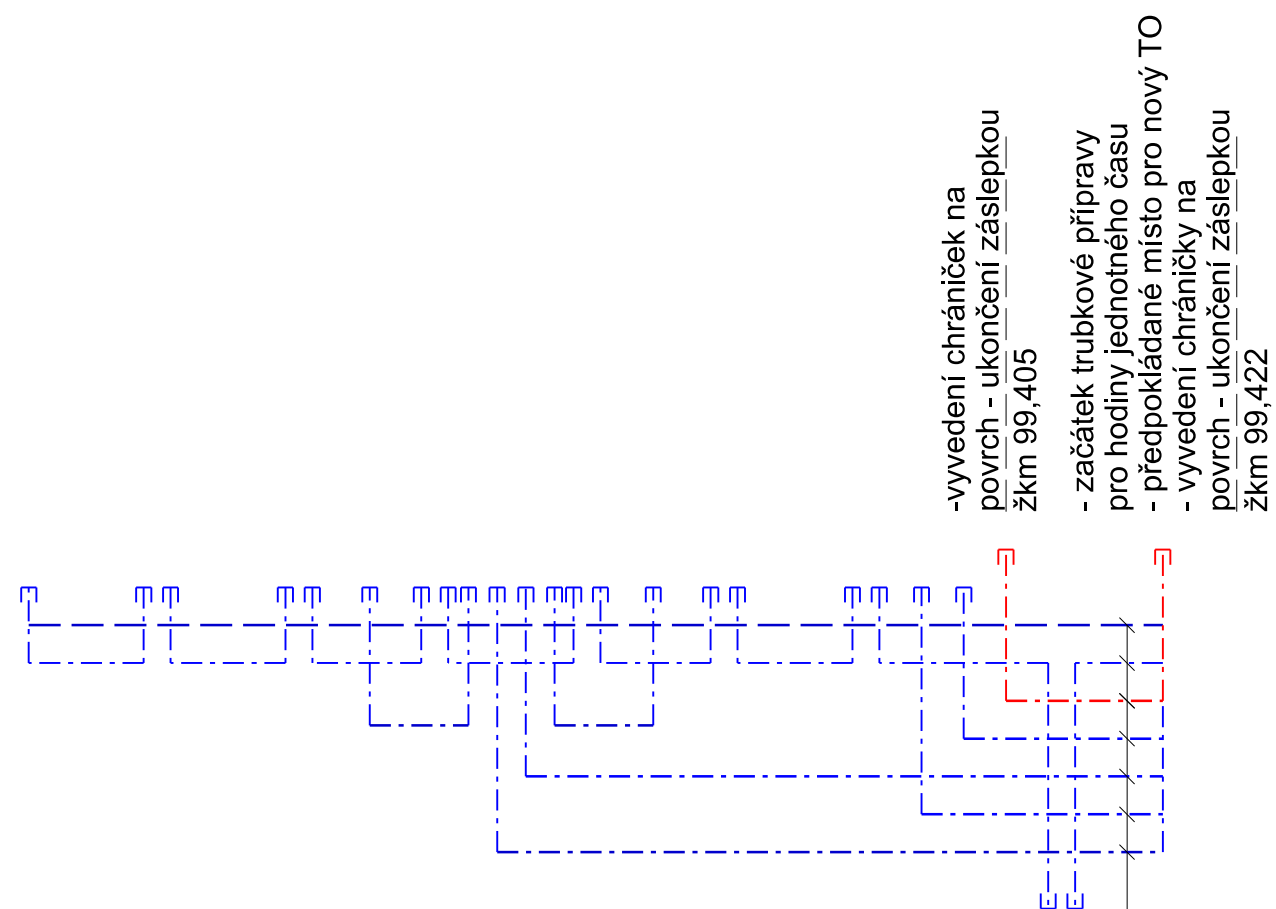 -vyvedení chrániček na
povrch - ukončení záslepkou
žkm 99,405
- začátek trubkové přípravy
pro hodiny jednotného času
- předpokládané místo pro nový TO
- vyvedení chráničky na
povrch - ukončení záslepkou
žkm 99,422